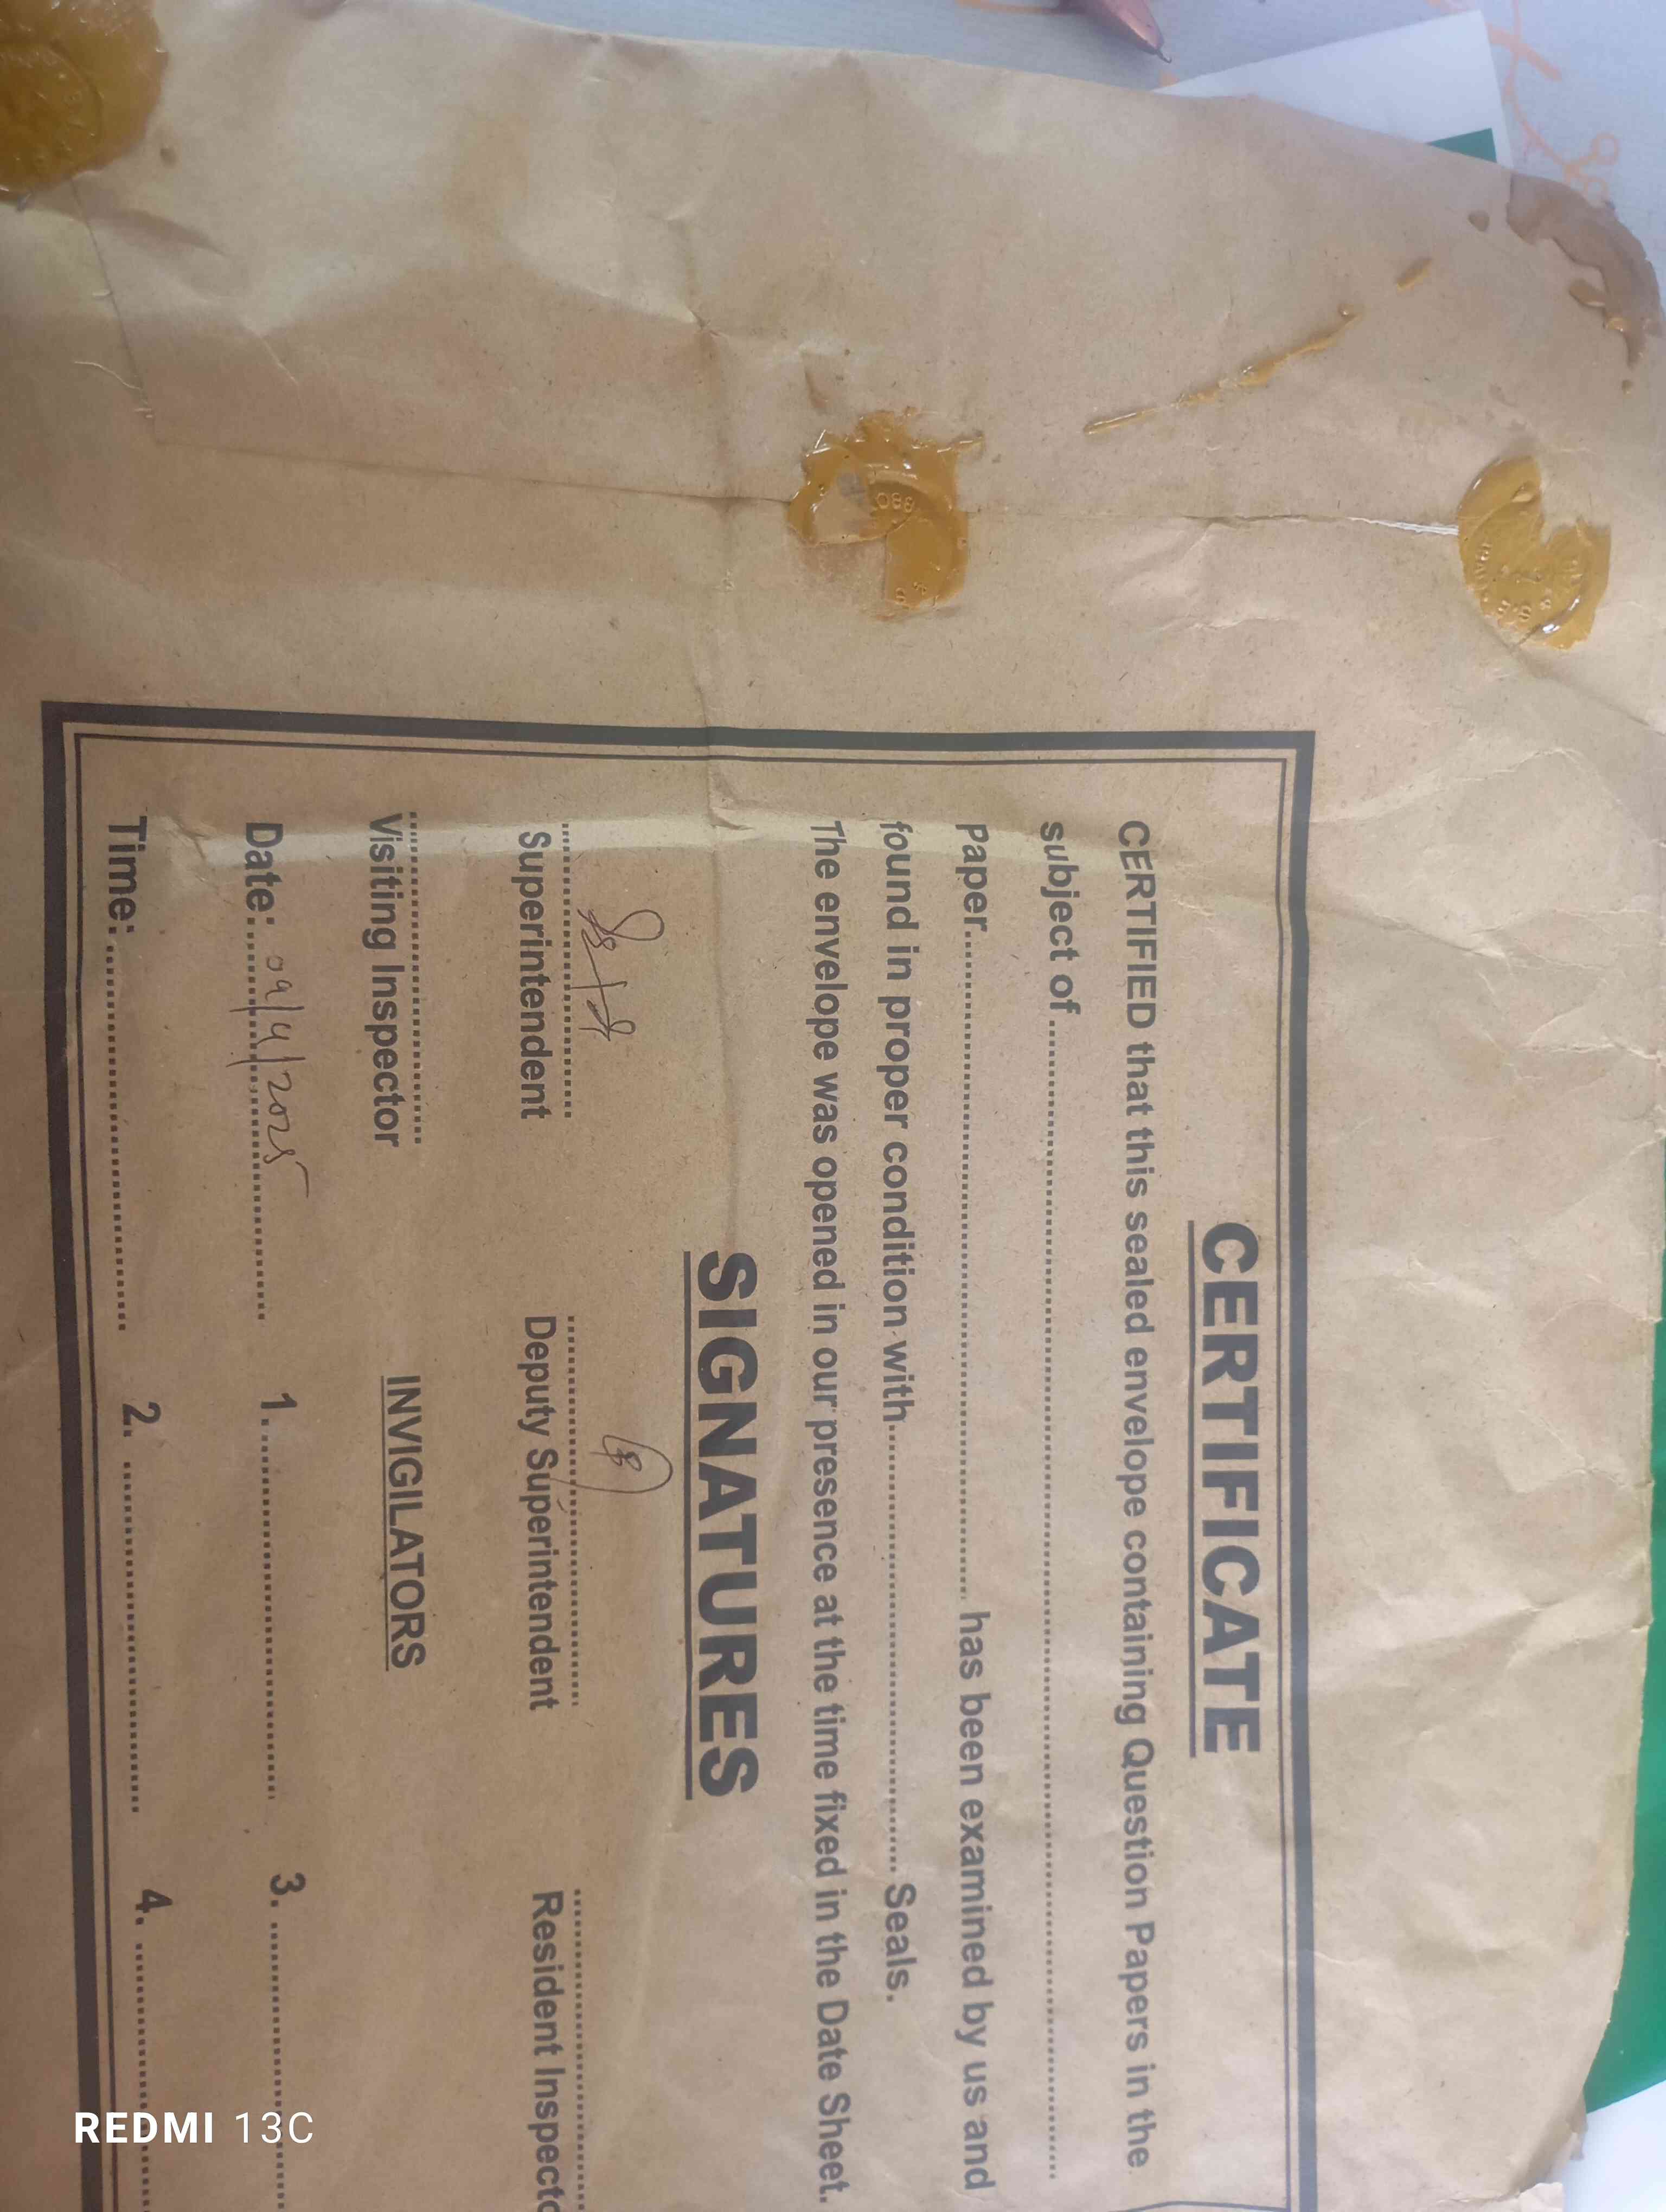 CERTIFICATE
CERTIFIED that this sealed envelope containing Question Papers in the
subject of ................................................
Paper................................................ has been examined by us and
found in proper condition with................................................ Seals.
The envelope was opened in our presence at the time fixed in the Date Sheet.
SIGNATURES
Superintendent Deputy Superintendent Resident Inspecto
Visiting Inspector INVIGILATORS
Date: 09/4/2025 1. 3.
Time: 2. 4.
REDMI 13C